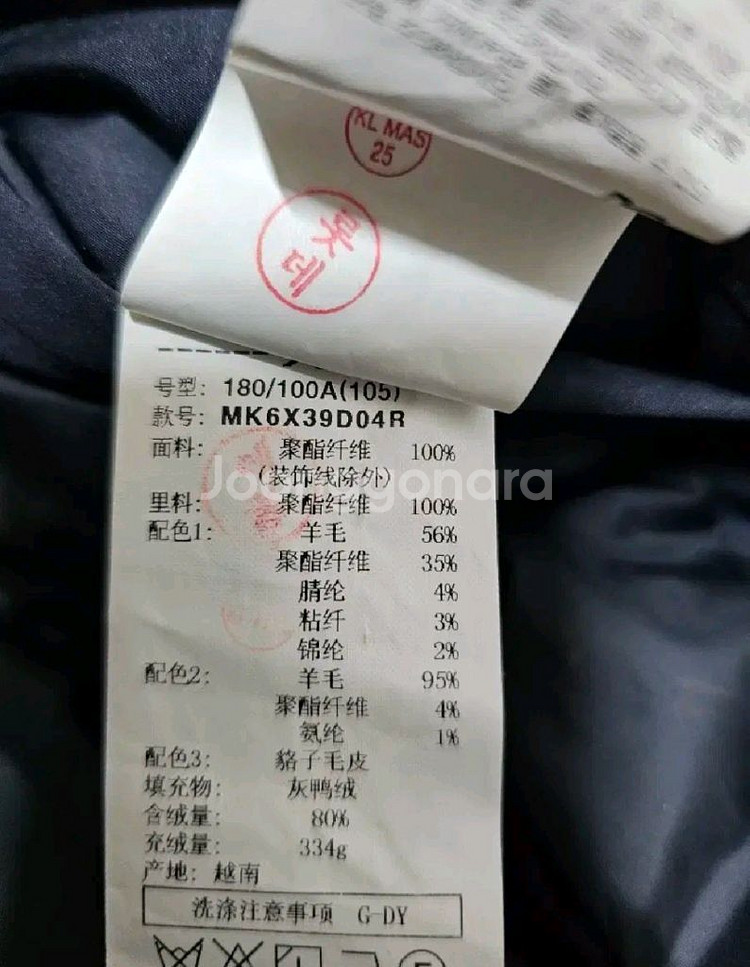 KL MAS
25
롯데
号型: 180/100A(105)
款号: MK6X39D04R
面料: 聚酯纤维 100%
(装饰线除外)
里料: 聚酯纤维 100%
配色1: 羊毛 56%
聚酯纤维 35%
腈纶 4%
粘纤 3%
锦纶 2%
配色2: 羊毛 95%
聚酯纤维 4%
氨纶 1%
配色3: 貉子毛皮
填充物: 灰鸭绒
含绒量: 80%
充绒量: 334g
产地: 越南
洗涤注意事项 G-DY
Joonggonara